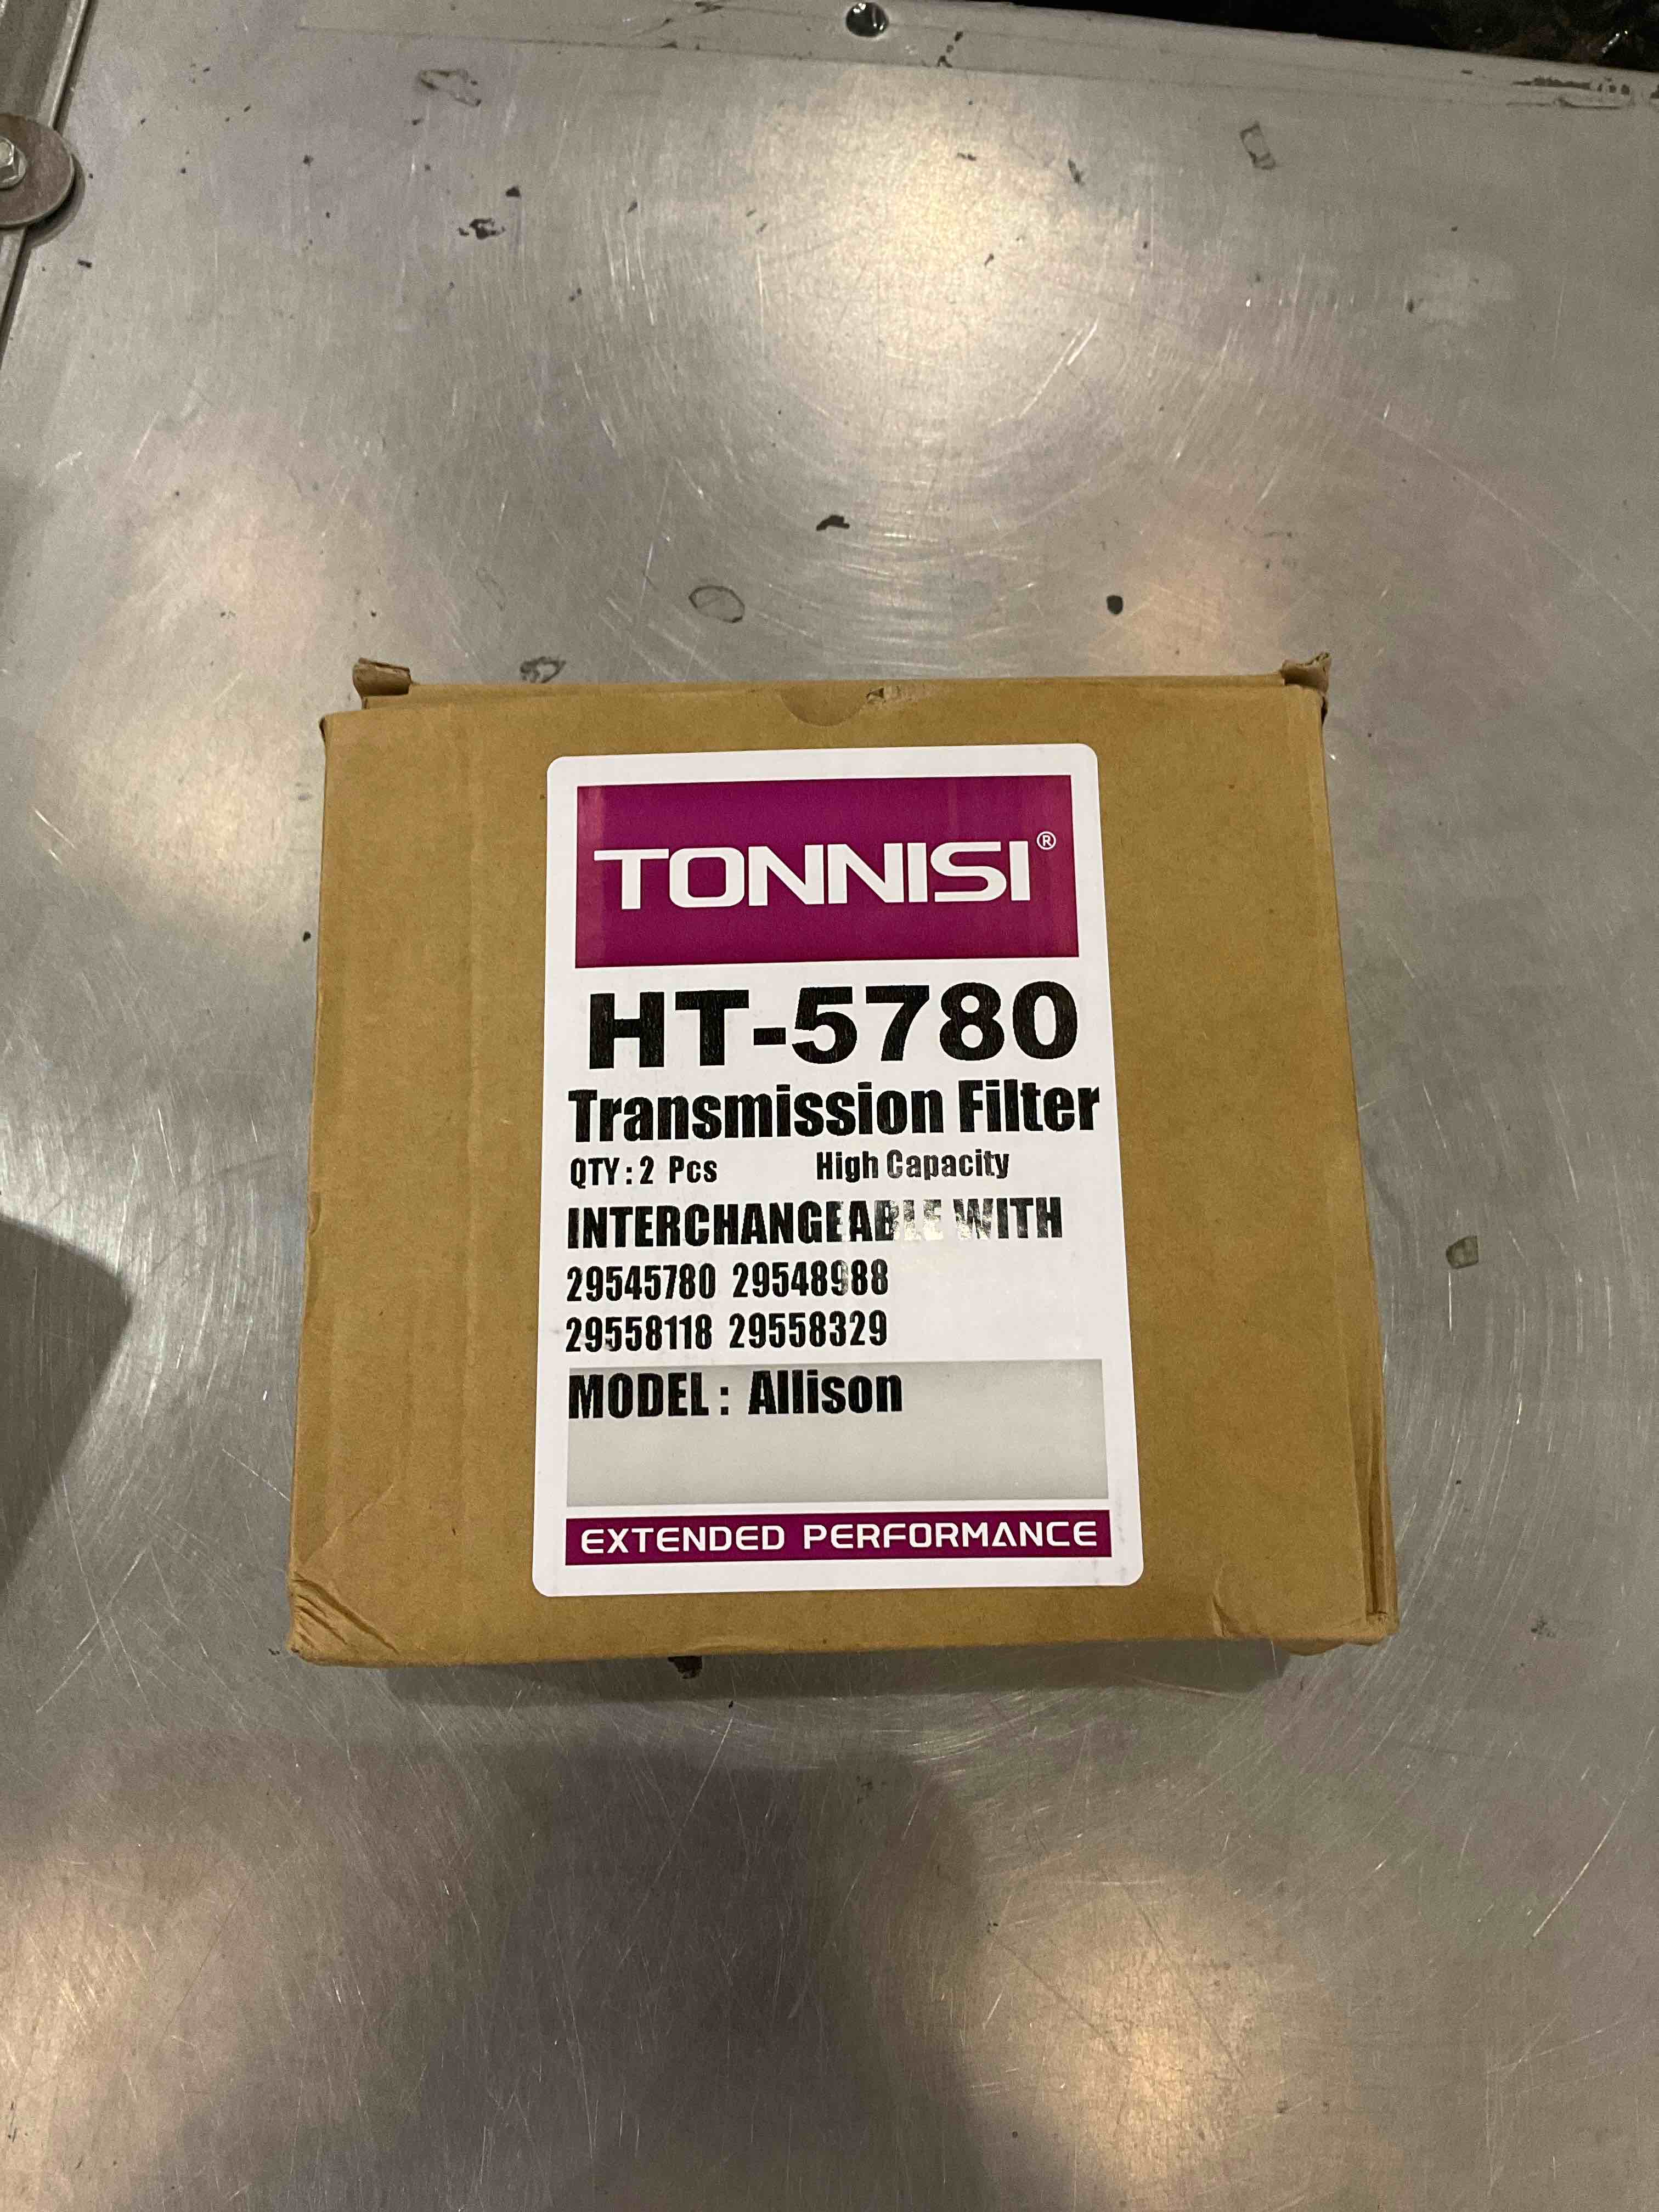 TONNISI®
HT-5780
Transmission Filter
QTY: 2 Pcs High Capacity
INTERCHANGEABLE WITH
29545780 29548988
29558118 29558329
MODEL: Allison
EXTENDED PERFORMANCE